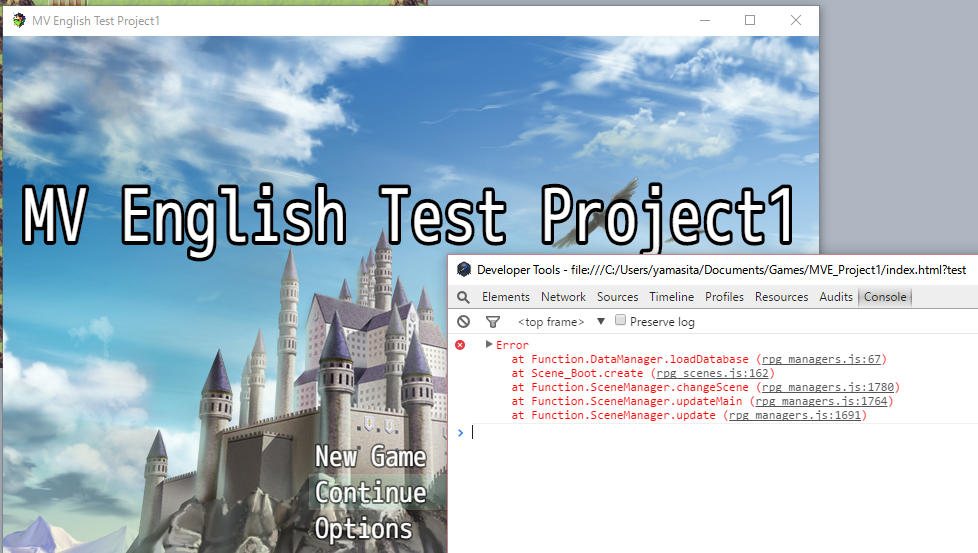 MV English Test Project1
MV English Test Project1
Developer Tools - file:///C:/Users/yamasita/Documents/Games/MVE_Project1/index.html?test
Elements Network Sources Timeline Profiles Resources Audits Console
<top frame> ▼ Preserve log
Error
at Function.DataManager.loadDatabase (rpg_managers.js:67)
at Scene_Boot.create (rpg_scenes.js:162)
at Function.SceneManager.changeScene (rpg_managers.js:1780)
at Function.SceneManager.updateMain (rpg_managers.js:1764)
at Function.SceneManager.update (rpg_managers.js:1691)
>
New Game
Continue
Options